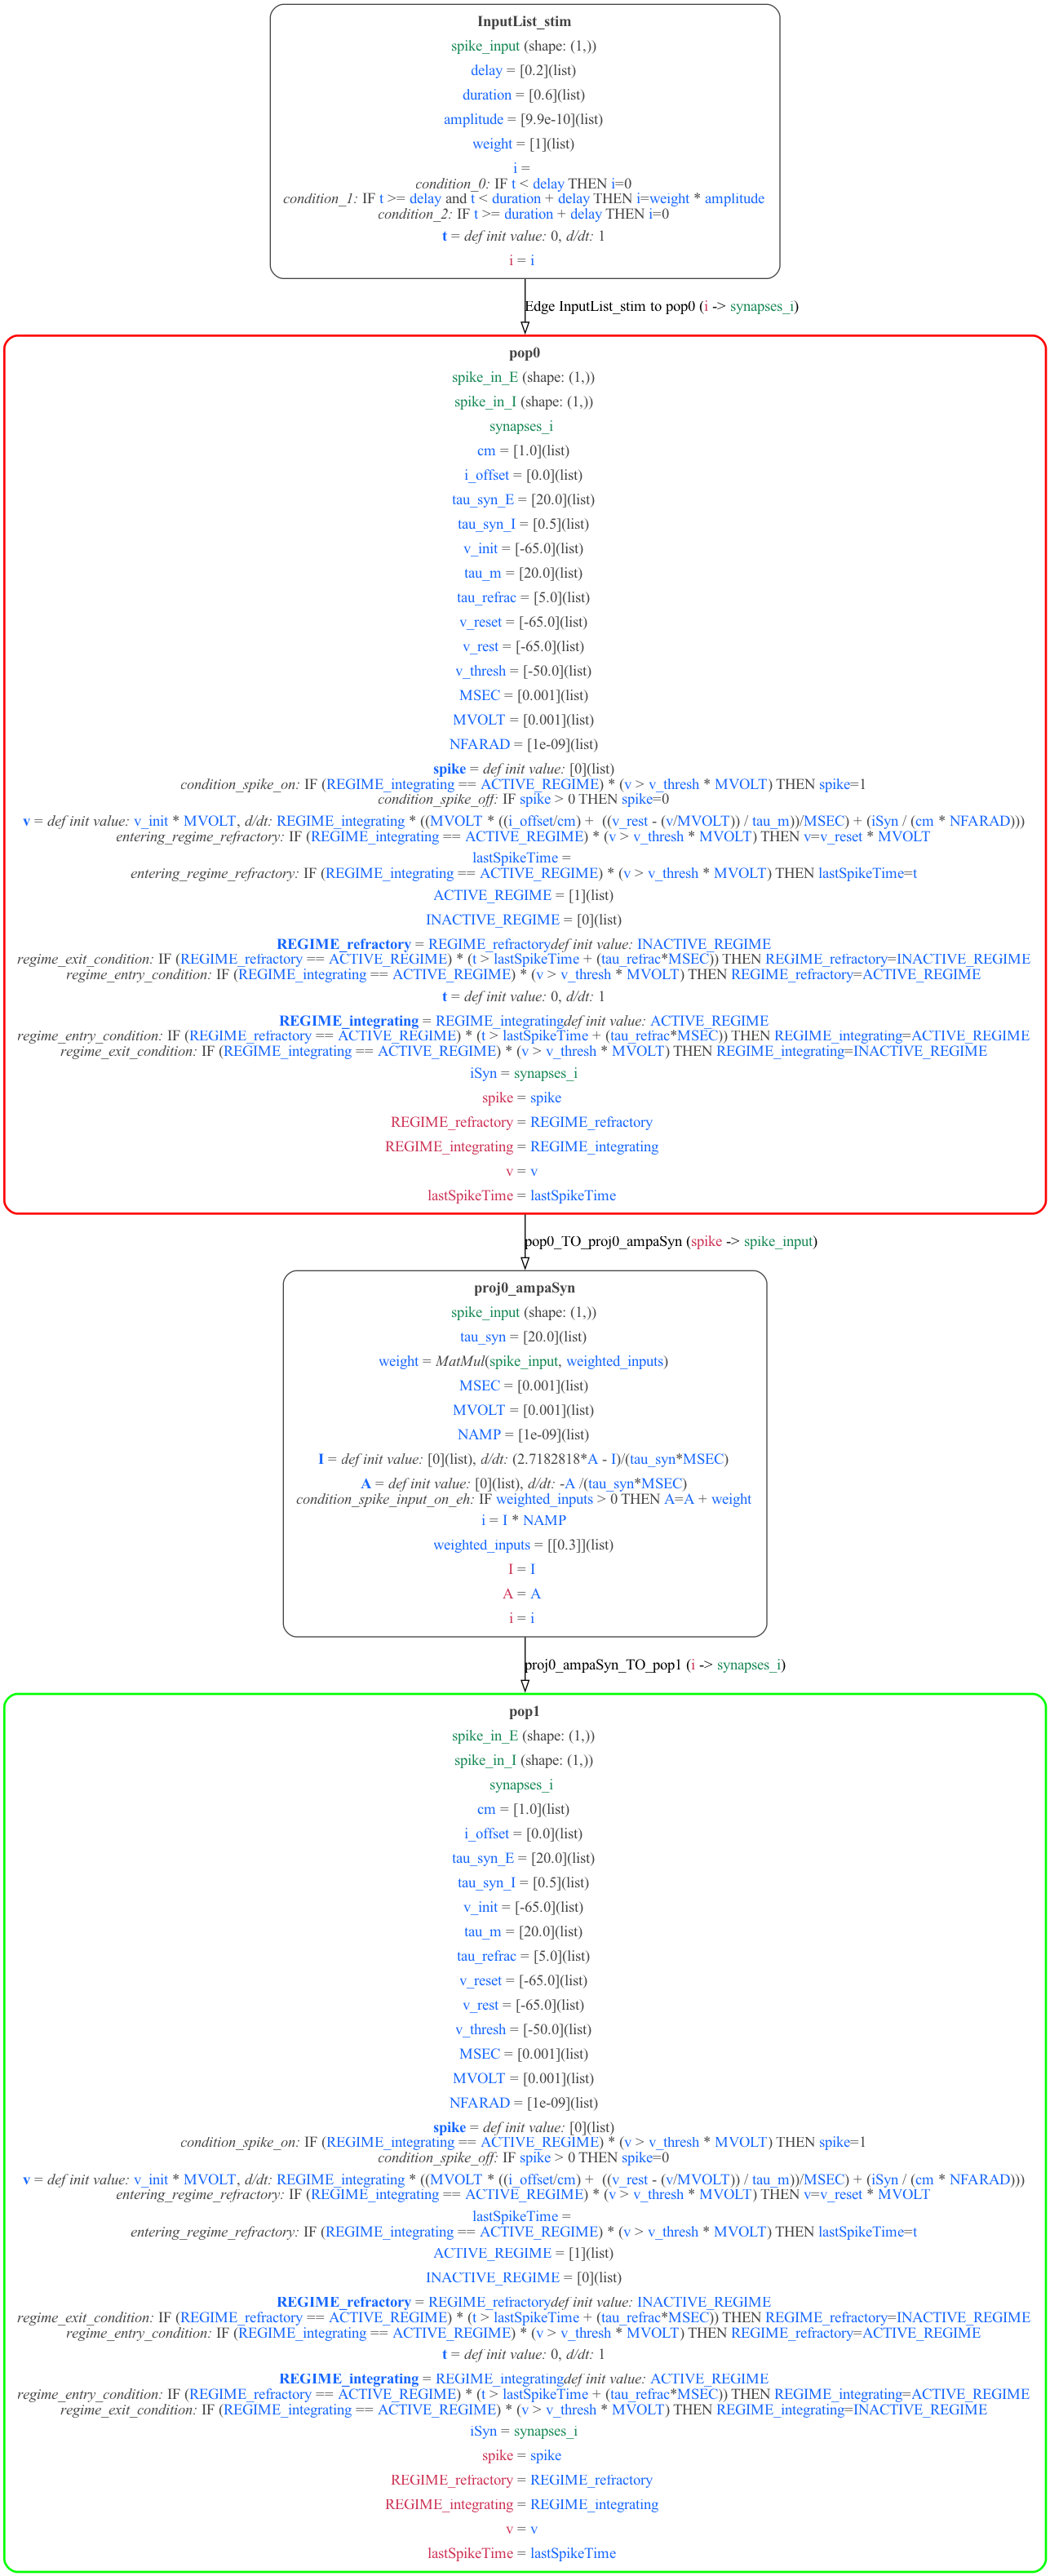 InputList_stim
spike_input (shape: (1,))
delay = [0.2](list)
duration = [0.6](list)
amplitude = [9.9e-10](list)
weight = [1](list)
i =
condition_0: IF t < delay THEN i=0
condition_1: IF t >= delay and t < duration + delay THEN i=weight * amplitude
condition_2: IF t >= duration + delay THEN i=0
t = def init value: 0, d/dt: 1
i = i
Edge InputList_stim to pop0 (i -> synapses_i)
pop0
spike_in_E (shape: (1,))
spike_in_I (shape: (1,))
synapses_i
cm = [1.0](list)
i_offset = [0.0](list)
tau_syn_E = [20.0](list)
tau_syn_I = [0.5](list)
v_init = [-65.0](list)
tau_m = [20.0](list)
tau_refrac = [5.0](list)
v_reset = [-65.0](list)
v_rest = [-65.0](list)
v_thresh = [-50.0](list)
MSEC = [0.001](list)
MVOLT = [0.001](list)
NFARAD = [1e-09](list)
spike = def init value: [0](list)
condition_spike_on: IF (REGIME_integrating == ACTIVE_REGIME) * (v > v_thresh * MVOLT) THEN spike=1
condition_spike_off: IF spike > 0 THEN spike=0
v = def init value: v_init * MVOLT, d/dt: REGIME_integrating * ((MVOLT * ((i_offset/cm) +  ((v_rest - (v/MVOLT)) / tau_m))/MSEC) + (iSyn / (cm * NFARAD)))
entering_regime_refractory: IF (REGIME_integrating == ACTIVE_REGIME) * (v > v_thresh * MVOLT) THEN v=v_reset * MVOLT
lastSpikeTime =
entering_regime_refractory: IF (REGIME_integrating == ACTIVE_REGIME) * (v > v_thresh * MVOLT) THEN lastSpikeTime=t
ACTIVE_REGIME = [1](list)
INACTIVE_REGIME = [0](list)
REGIME_refractory = REGIME_refractorydef init value: INACTIVE_REGIME
regime_exit_condition: IF (REGIME_refractory == ACTIVE_REGIME) * (t > lastSpikeTime + (tau_refrac*MSEC)) THEN REGIME_refractory=INACTIVE_REGIME
regime_entry_condition: IF (REGIME_integrating == ACTIVE_REGIME) * (v > v_thresh * MVOLT) THEN REGIME_refractory=ACTIVE_REGIME
t = def init value: 0, d/dt: 1
REGIME_integrating = REGIME_integratingdef init value: ACTIVE_REGIME
regime_entry_condition: IF (REGIME_refractory == ACTIVE_REGIME) * (t > lastSpikeTime + (tau_refrac*MSEC)) THEN REGIME_integrating=ACTIVE_REGIME
regime_exit_condition: IF (REGIME_integrating == ACTIVE_REGIME) * (v > v_thresh * MVOLT) THEN REGIME_integrating=INACTIVE_REGIME
iSyn = synapses_i
spike = spike
REGIME_refractory = REGIME_refractory
REGIME_integrating = REGIME_integrating
v = v
lastSpikeTime = lastSpikeTime
pop0_TO_proj0_ampaSyn (spike -> spike_input)
proj0_ampaSyn
spike_input (shape: (1,))
tau_syn = [20.0](list)
weight = MatMul(spike_input, weighted_inputs)
MSEC = [0.001](list)
MVOLT = [0.001](list)
NAMP = [1e-09](list)
I = def init value: [0](list), d/dt: (2.7182818*A - I)/(tau_syn*MSEC)
A = def init value: [0](list), d/dt: -A /(tau_syn*MSEC)
condition_spike_input_on_eh: IF weighted_inputs > 0 THEN A=A + weight
i = I * NAMP
weighted_inputs = [[0.3]](list)
I = I
A = A
i = i
proj0_ampaSyn_TO_pop1 (i -> synapses_i)
pop1
spike_in_E (shape: (1,))
spike_in_I (shape: (1,))
synapses_i
cm = [1.0](list)
i_offset = [0.0](list)
tau_syn_E = [20.0](list)
tau_syn_I = [0.5](list)
v_init = [-65.0](list)
tau_m = [20.0](list)
tau_refrac = [5.0](list)
v_reset = [-65.0](list)
v_rest = [-65.0](list)
v_thresh = [-50.0](list)
MSEC = [0.001](list)
MVOLT = [0.001](list)
NFARAD = [1e-09](list)
spike = def init value: [0](list)
condition_spike_on: IF (REGIME_integrating == ACTIVE_REGIME) * (v > v_thresh * MVOLT) THEN spike=1
condition_spike_off: IF spike > 0 THEN spike=0
v = def init value: v_init * MVOLT, d/dt: REGIME_integrating * ((MVOLT * ((i_offset/cm) +  ((v_rest - (v/MVOLT)) / tau_m))/MSEC) + (iSyn / (cm * NFARAD)))
entering_regime_refractory: IF (REGIME_integrating == ACTIVE_REGIME) * (v > v_thresh * MVOLT) THEN v=v_reset * MVOLT
lastSpikeTime =
entering_regime_refractory: IF (REGIME_integrating == ACTIVE_REGIME) * (v > v_thresh * MVOLT) THEN lastSpikeTime=t
ACTIVE_REGIME = [1](list)
INACTIVE_REGIME = [0](list)
REGIME_refractory = REGIME_refractorydef init value: INACTIVE_REGIME
regime_exit_condition: IF (REGIME_refractory == ACTIVE_REGIME) * (t > lastSpikeTime + (tau_refrac*MSEC)) THEN REGIME_refractory=INACTIVE_REGIME
regime_entry_condition: IF (REGIME_integrating == ACTIVE_REGIME) * (v > v_thresh * MVOLT) THEN REGIME_refractory=ACTIVE_REGIME
t = def init value: 0, d/dt: 1
REGIME_integrating = REGIME_integratingdef init value: ACTIVE_REGIME
regime_entry_condition: IF (REGIME_refractory == ACTIVE_REGIME) * (t > lastSpikeTime + (tau_refrac*MSEC)) THEN REGIME_integrating=ACTIVE_REGIME
regime_exit_condition: IF (REGIME_integrating == ACTIVE_REGIME) * (v > v_thresh * MVOLT) THEN REGIME_integrating=INACTIVE_REGIME
iSyn = synapses_i
spike = spike
REGIME_refractory = REGIME_refractory
REGIME_integrating = REGIME_integrating
v = v
lastSpikeTime = lastSpikeTime